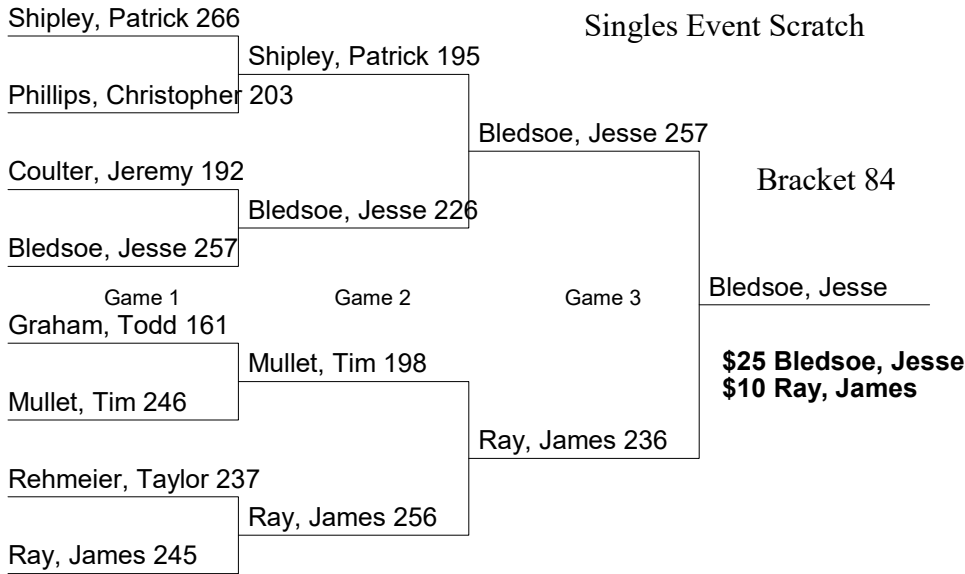 Shipley, Patrick 266
Singles Event Scratch
Shipley, Patrick 195
Phillips, Christopher 203
Bledsoe, Jesse 257
Coulter, Jeremy 192
Bracket 84
Bledsoe, Jesse 226
Bledsoe, Jesse 257
Game 1
Game 2
Game 3
Bledsoe, Jesse
Graham, Todd 161
Mullet, Tim 198
$25 Bledsoe, Jesse
$10 Ray, James
Mullet, Tim 246
Ray, James 236
Rehmeier, Taylor 237
Ray, James 256
Ray, James 245